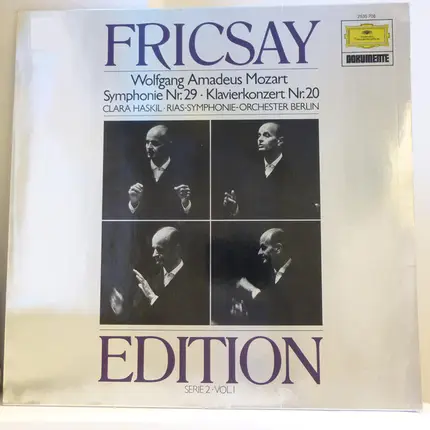 FRICSAY
Wolfgang Amadeus Mozart
Symphonie Nr.29 · Klavierkonzert Nr.20
CLARA HASKIL · RIAS-SYMPHONIE-ORCHESTER BERLIN
DOKUMENTE
EDITION
SERIE 2 · VOL. I